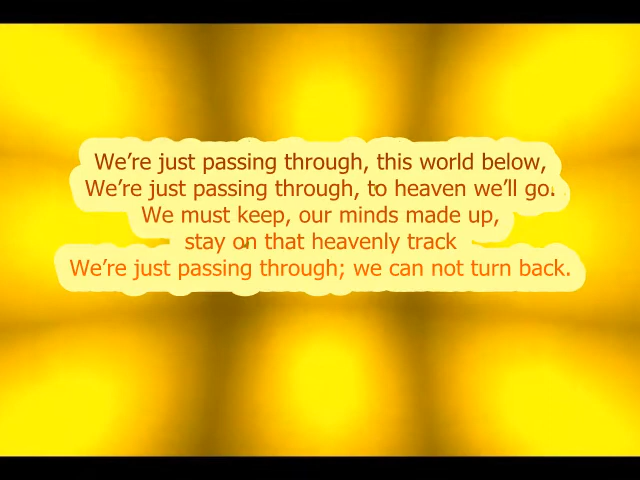 We’re just passing through, this world below,
We’re just passing through, to heaven we’ll go.
We must keep, our minds made up,
stay on that heavenly track
We’re just passing through; we can not turn back.